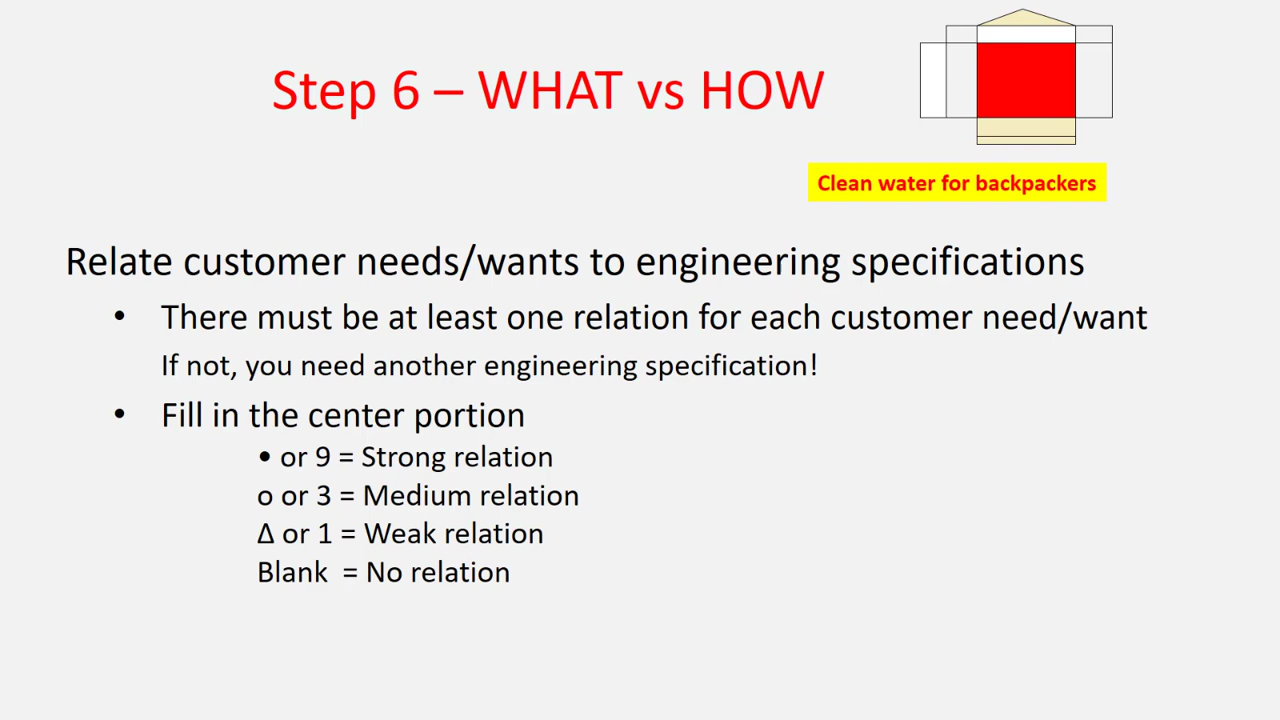 Step 6 – WHAT vs HOW
Clean water for backpackers
Relate customer needs/wants to engineering specifications
• There must be at least one relation for each customer need/want
If not, you need another engineering specification!
• Fill in the center portion
• or 9 = Strong relation
o or 3 = Medium relation
Δ or 1 = Weak relation
Blank = No relation